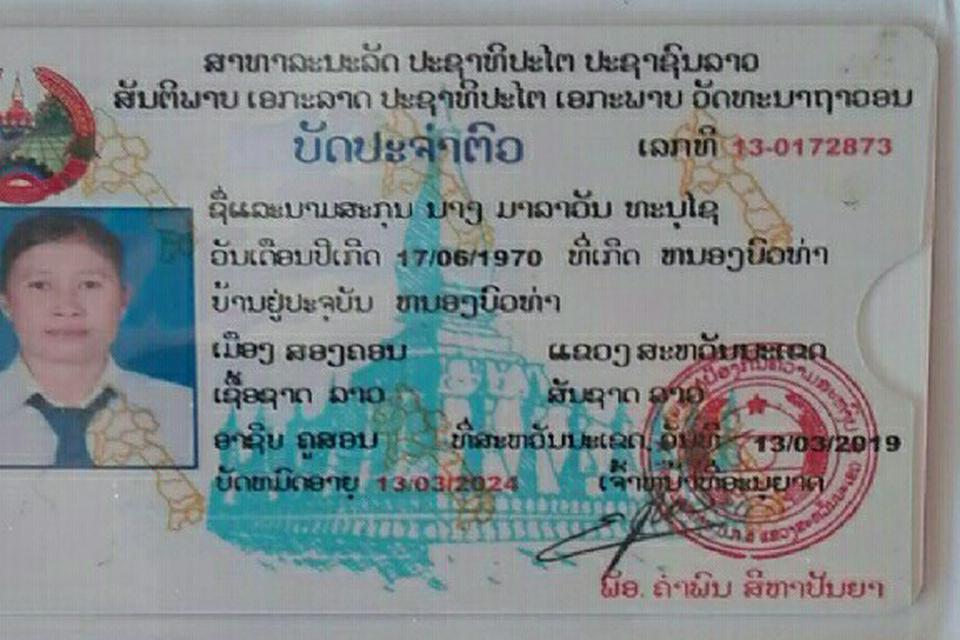 ສາທາລະນະລັດ ປະຊາທິປະໄຕ ປະຊາຊົນລາວ
ສັນຕິພາບ ເອກະລາດ ປະຊາທິປະໄຕ ເອກະພາບ ວັດທະນາຖາວອນ
ບັດປະຈຳຕົວ ເລກທີ 13-0172873
ຊື່ແລະນາມສະກຸນ ນາງ ມາລາວັນ ທະນຸໄຊ
ວັນເດືອນປີເກີດ 17/06/1970 ທີ່ເກີດ ຫນອງບົວທ່າ
ບ້ານຢູ່ປະຈຸບັນ ຫນອງບົວທ່າ
ເມືອງ ສອງຄອນ ແຂວງ ສະຫວັນນະເຂດ
ເຊື້ອຊາດ ລາວ ສັນຊາດ ລາວ
ອາຊີບ ຄູສອນ ທີ່ສະຫວັນນະເຂດ, ວັນທີ 13/03/2019
ບັດຫມົດອາຍຸ 13/03/2024 ເຈົ້າຫນ້າທີ່ອະນຸຍາດ
ພັອ. ຄຳພົນ ສີຫາປັນຍາ